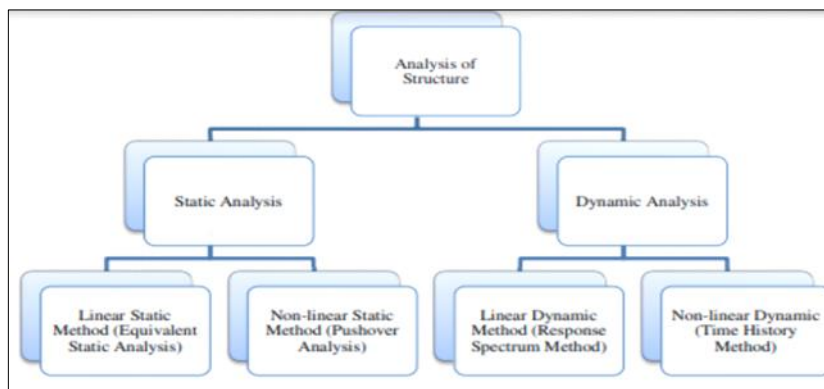 Analysis of
Structure
Static Analysis
Dynamic Analysis
Linear Static
Method (Equivalent
Static Analysis)
Non-linear Static
Method (Pushover
Analysis)
Linear Dynamic
Method (Response
Spectrum Method)
Non-linear Dynamic
(Time History
Method)